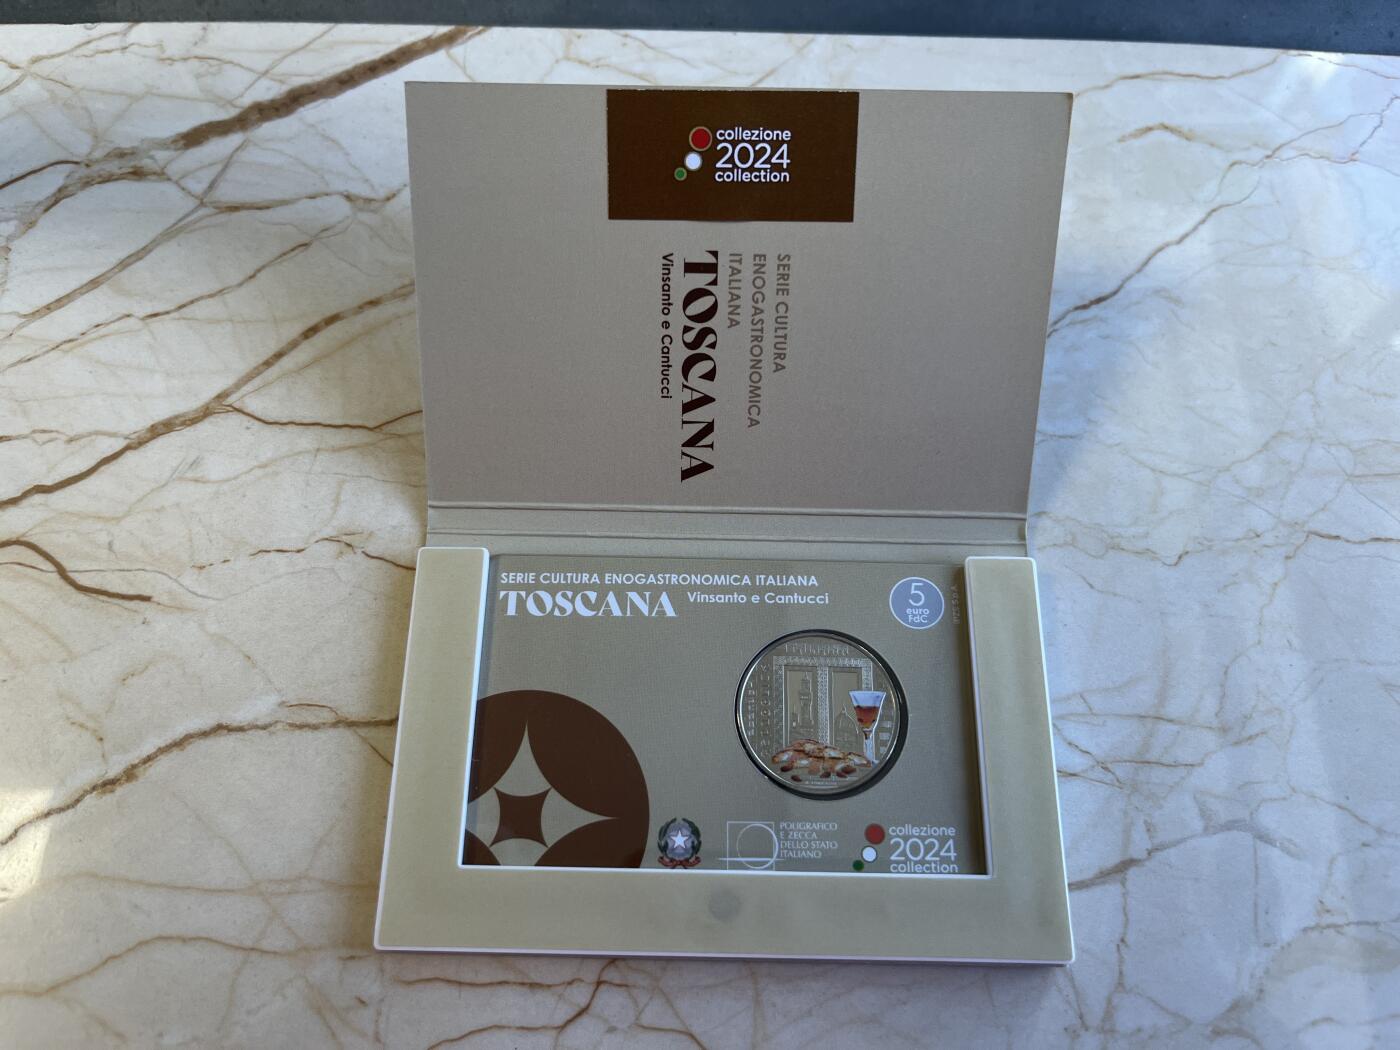 collezione
2024
collection
SERIE CULTURA
ENOGASTRONOMICA
ITALIANA
TOSCANA
Vinsanto e Cantucci
SERIE CULTURA ENOGASTRONOMICA ITALIANA
TOSCANA Vinsanto e Cantucci
5
euro
FdC
POLIGRAFICO
E ZECCA
DELLO STATO
ITALIANO
collezione
2024
collection